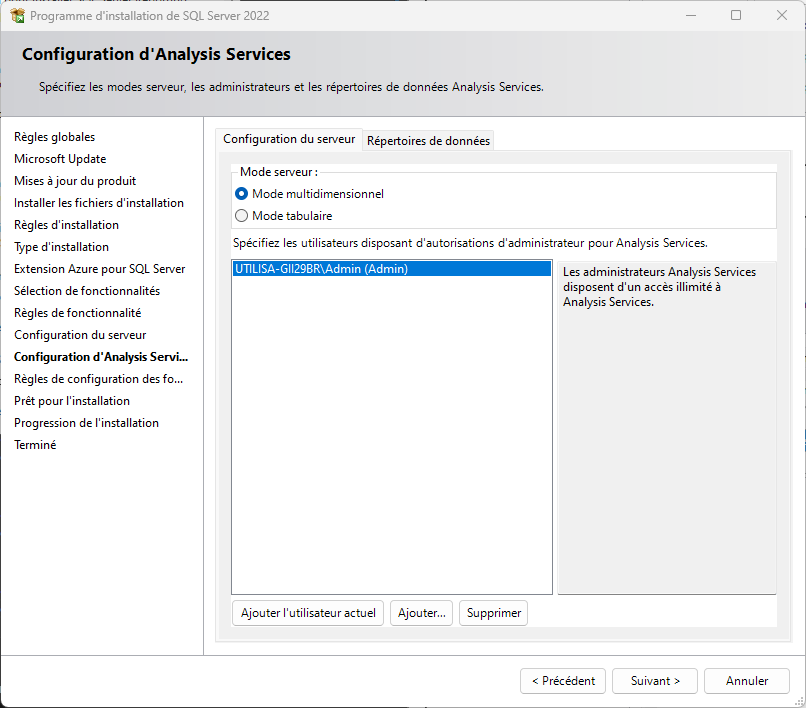 Programme d'installation de SQL Server 2022
Configuration d'Analysis Services
Spécifiez les modes serveur, les administrateurs et les répertoires de données Analysis Services.
Règles globales
Microsoft Update
Mises à jour du produit
Installer les fichiers d'installation
Règles d'installation
Type d'installation
Extension Azure pour SQL Server
Sélection de fonctionnalités
Règles de fonctionnalité
Configuration du serveur
Configuration d'Analysis Servi...
Règles de configuration des fo...
Prêt pour l'installation
Progression de l'installation
Terminé
Configuration du serveur
Répertoires de données
Mode serveur :
Mode multidimensionnel
Mode tabulaire
Spécifiez les utilisateurs disposant d'autorisations d'administrateur pour Analysis Services.
UTILISA-GII29BR\Admin (Admin)
Les administrateurs Analysis Services
disposent d'un accès illimité à
Analysis Services.
Ajouter l'utilisateur actuel
Ajouter...
Supprimer
< Précédent
Suivant >
Annuler